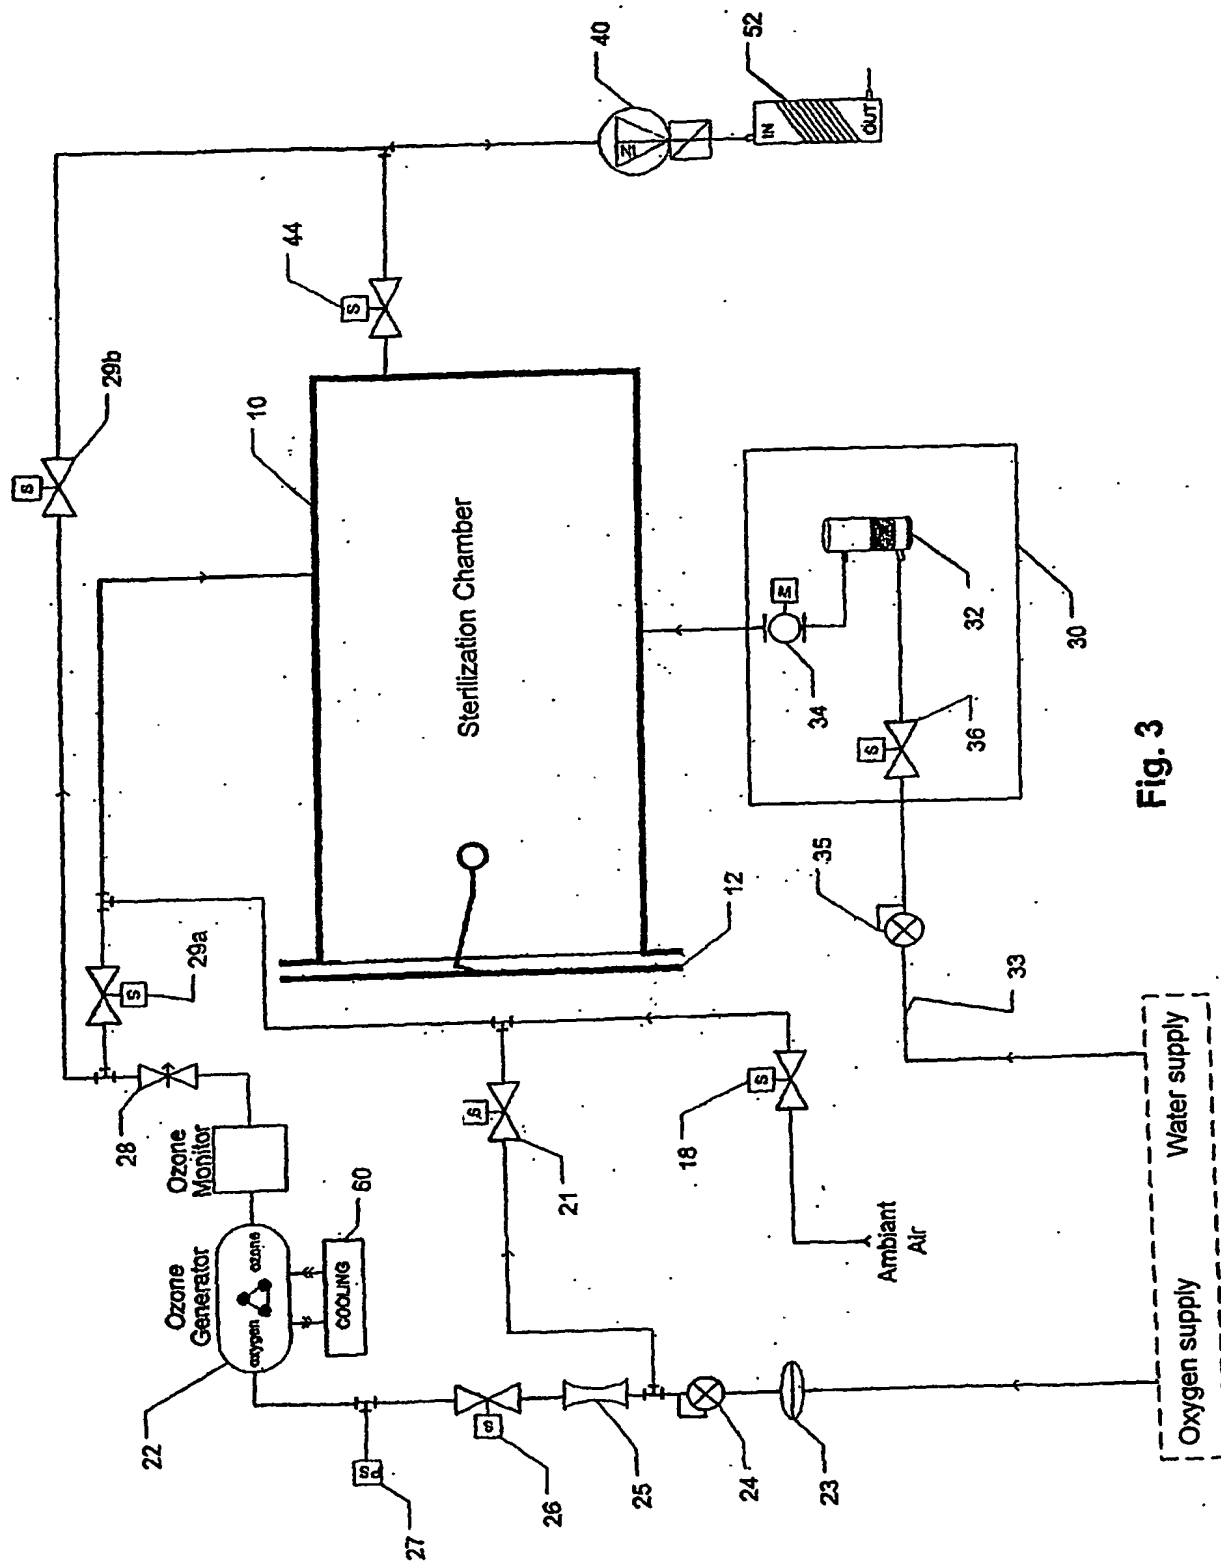 S
29b
28
22
Ozone
Generator
Ozone
Monitor
S
29a
oxygen
ozone
10
44
COOLING
60
S
27
Sterilization Chamber
S
26
S
21
40
25
18
S
12
24
IN
OUT
52
M
34
35
23
S
Ambiant
Air
36
32
33
30
Fig. 3
Oxygen supply
Water supply